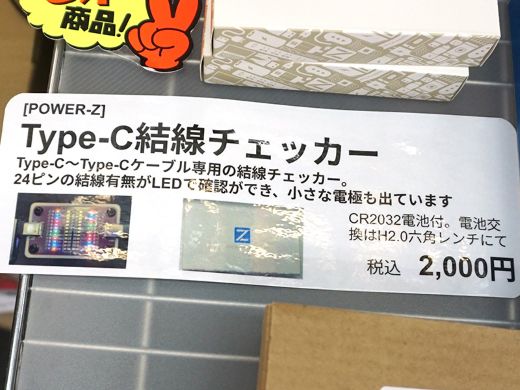 商品!
[POWER-Z]
Type-C結線チェッカー
Type-C～Type-Cケーブル専用の結線チェッカー。
24ピンの結線有無がLEDで確認ができ、小さな電極も出ています
CR2032電池付。電池交
換はH2.0六角レンチにて
税込 2,000円
Z